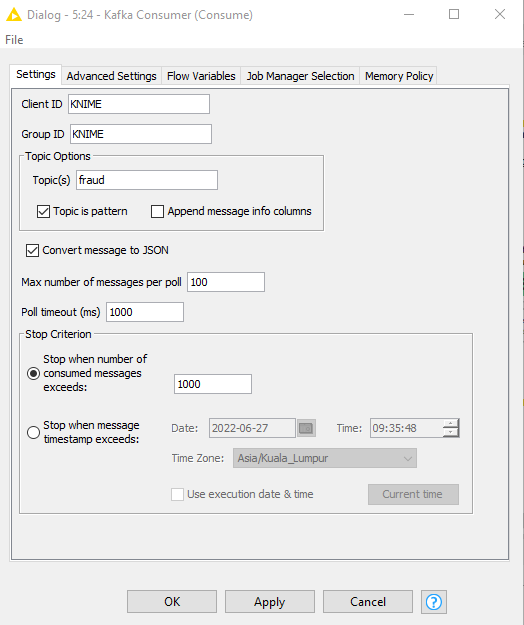 Dialog - 5:24 - Kafka Consumer (Consume)
File
Settings Advanced Settings Flow Variables Job Manager Selection Memory Policy
Client ID KNIME
Group ID KNIME
Topic Options
Topic(s) fraud
Topic is pattern Append message info columns
Convert message to JSON
Max number of messages per poll 100
Poll timeout (ms) 1000
Stop Criterion
Stop when number of
consumed messages
exceeds:
1000
Stop when message
timestamp exceeds:
Date: 2022-06-27 Time: 09:35:48
Time Zone: Asia/Kuala_Lumpur
Use execution date & time Current time
OK Apply Cancel ?